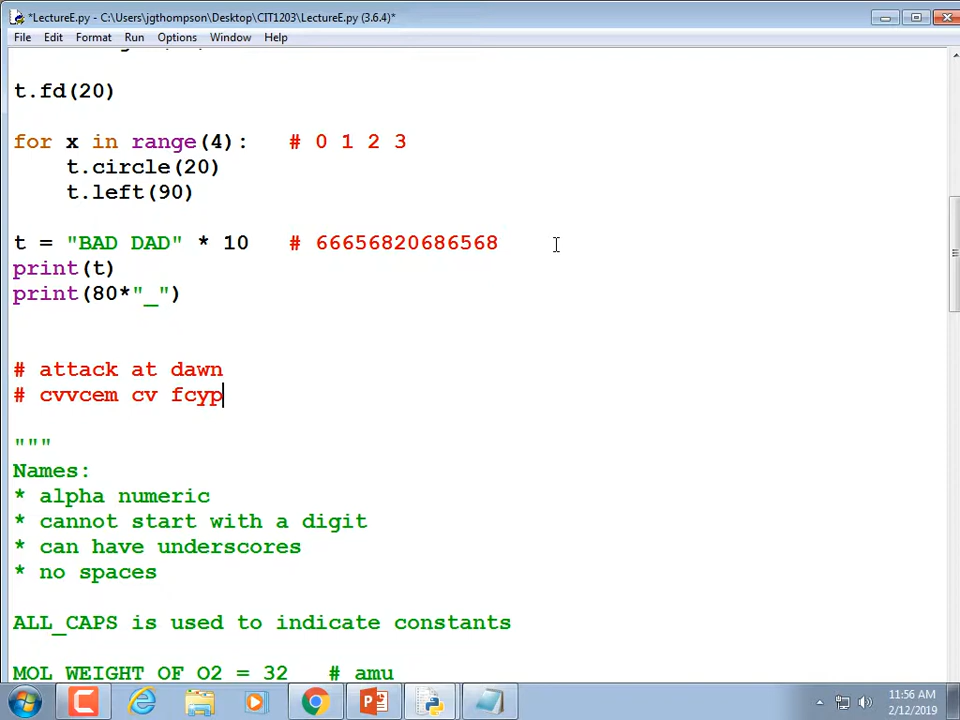 *LectureE.py - C:\Users\jgthompson\Desktop\CIT1203\LectureE.py (3.6.4)*
File Edit Format Run Options Window Help
t.fd(20)
for x in range(4):   # 0 1 2 3
    t.circle(20)
    t.left(90)
t = "BAD DAD" * 10   # 66656820686568
print(t)
print(80*"_")
# attack at dawn
# cvvcem cv fcyp
"""
Names:
* alpha numeric
* cannot start with a digit
* can have underscores
* no spaces
ALL_CAPS is used to indicate constants
MOL_WEIGHT_OF_O2 = 32   # amu
11:56 AM
2/12/2019